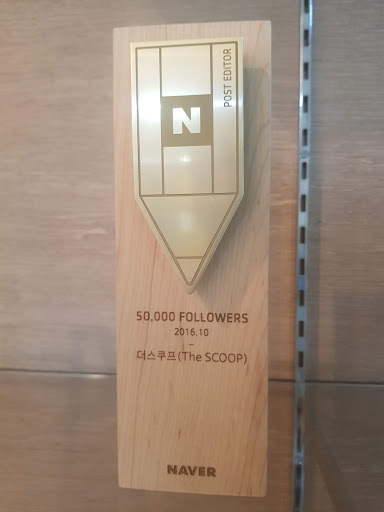 POST EDITOR
N
50,000 FOLLOWERS
2016.10
-
더스쿠프(The SCOOP)
NAVER